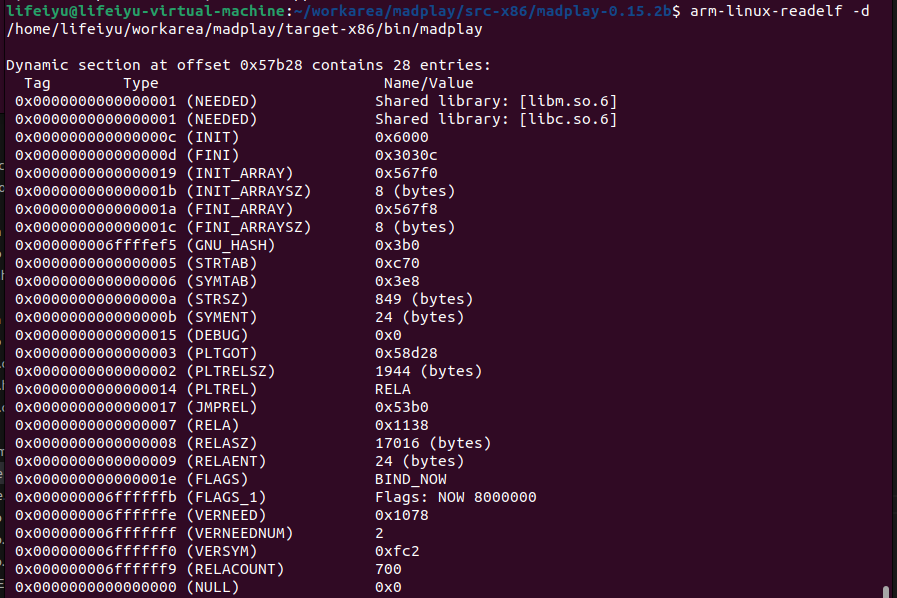 lifeiyu@lifeiyu-virtual-machine:~/workarea/madplay/src-x86/madplay-0.15.2b$ arm-linux-readelf -d
/home/lifeiyu/workarea/madplay/target-x86/bin/madplay
Dynamic section at offset 0x57b28 contains 28 entries:
Tag Type Name/Value
0x0000000000000001 (NEEDED) Shared library: [libm.so.6]
0x0000000000000001 (NEEDED) Shared library: [libc.so.6]
0x000000000000000c (INIT) 0x6000
0x000000000000000d (FINI) 0x3030c
0x0000000000000019 (INIT_ARRAY) 0x567f0
0x000000000000001b (INIT_ARRAYSZ) 8 (bytes)
0x000000000000001a (FINI_ARRAY) 0x567f8
0x000000000000001c (FINI_ARRAYSZ) 8 (bytes)
0x000000006ffffef5 (GNU_HASH) 0x3b0
0x0000000000000005 (STRTAB) 0xc70
0x0000000000000006 (SYMTAB) 0x3e8
0x000000000000000a (STRSZ) 849 (bytes)
0x000000000000000b (SYMENT) 24 (bytes)
0x0000000000000015 (DEBUG) 0x0
0x0000000000000003 (PLTGOT) 0x58d28
0x0000000000000002 (PLTRELSZ) 1944 (bytes)
0x0000000000000014 (PLTREL) RELA
0x0000000000000017 (JMPREL) 0x53b0
0x0000000000000007 (RELA) 0x1138
0x0000000000000008 (RELASZ) 17016 (bytes)
0x0000000000000009 (RELAENT) 24 (bytes)
0x000000000000001e (FLAGS) BIND_NOW
0x000000006ffffffb (FLAGS_1) Flags: NOW 8000000
0x000000006ffffffe (VERNEED) 0x1078
0x000000006fffffff (VERNEEDNUM) 2
0x000000006ffffff0 (VERSYM) 0xfc2
0x000000006ffffff9 (RELACOUNT) 700
0x0000000000000000 (NULL) 0x0